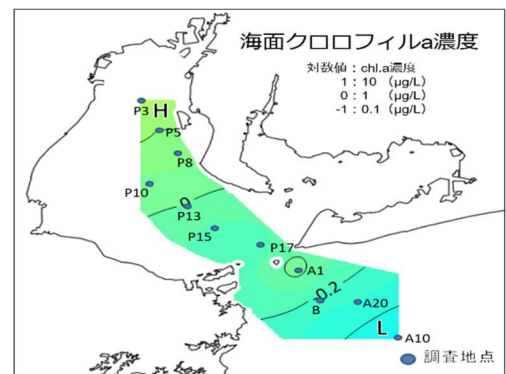 海面クロロフィルa濃度
対数値：chl.a濃度
1：10 （μg/L）
0：1 （μg/L）
-1：0.1 （μg/L）
P3
H
P5
P8
P10
0
P13
P15
P17
A1
-0.2
B
A20
L
A10
調査地点